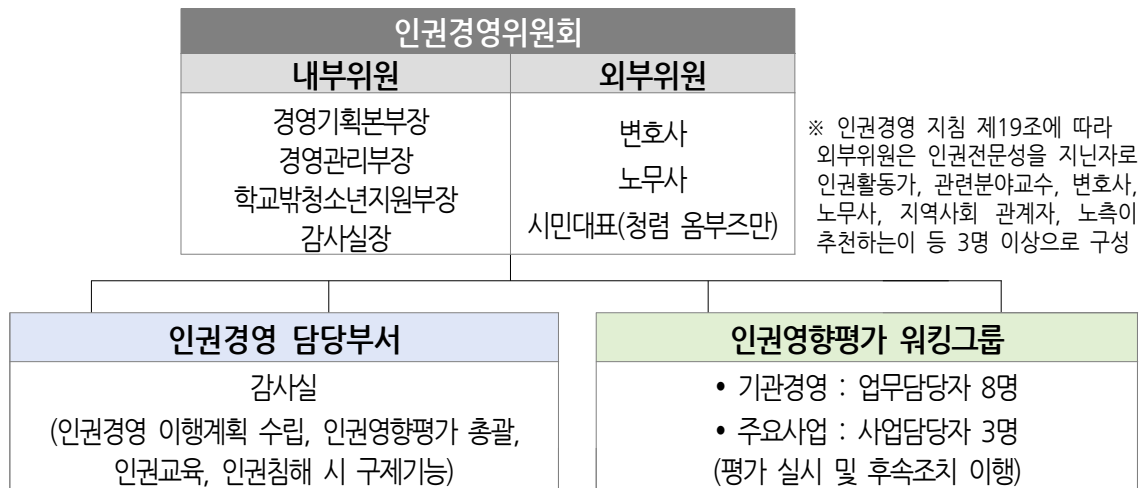 인권경영위원회
내부위원
외부위원
경영기획본부장
경영관리부장
학교밖청소년지원부장
감사실장
변호사
노무사
시민대표(청렴 옴부즈만)
※ 인권경영 지침 제19조에 따라
외부위원은 인권전문성을 지닌자로
인권활동가, 관련분야교수, 변호사,
노무사, 지역사회 관계자, 노측이
추천하는이 등 3명 이상으로 구성
인권경영 담당부서
감사실
(인권경영 이행계획 수립, 인권영향평가 총괄,
인권교육, 인권침해 시 구제기능)
인권영향평가 워킹그룹
• 기관경영 : 업무담당자 8명
• 주요사업 : 사업담당자 3명
(평가 실시 및 후속조치 이행)